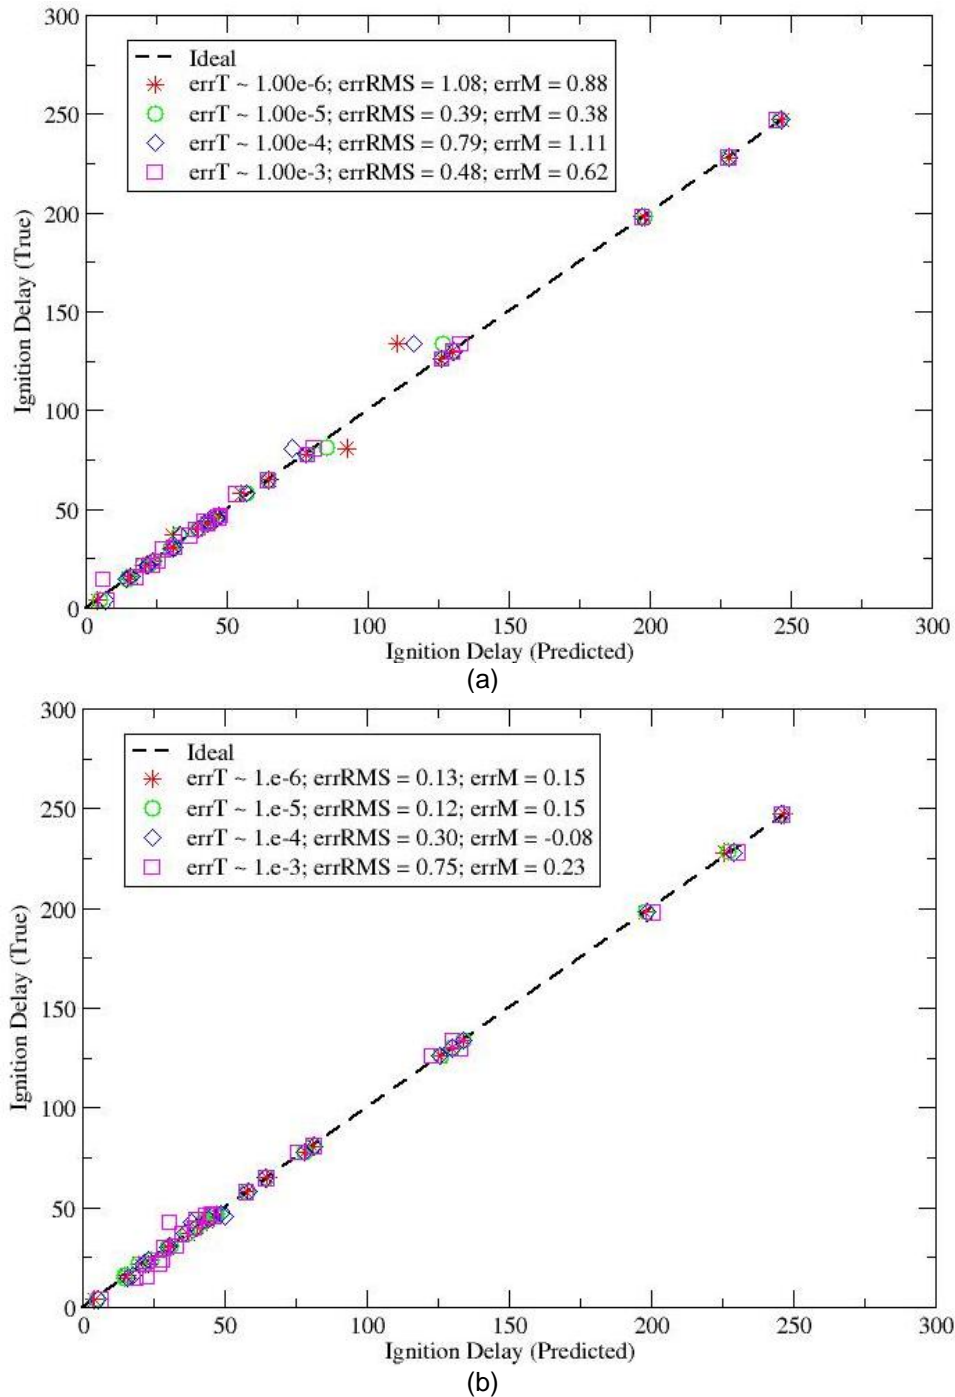 300
Ideal
errT ~ 1.00e-6; errRMS = 1.08; errM = 0.88
errT ~ 1.00e-5; errRMS = 0.39; errM = 0.38
errT ~ 1.00e-4; errRMS = 0.79; errM = 1.11
errT ~ 1.00e-3; errRMS = 0.48; errM = 0.62
250
200
150
100
50
0
Ignition Delay (True)
0 50 100 150 200 250 300
Ignition Delay (Predicted)
(a)
300
Ideal
errT ~ 1.e-6; errRMS = 0.13; errM = 0.15
errT ~ 1.e-5; errRMS = 0.12; errM = 0.15
errT ~ 1.e-4; errRMS = 0.30; errM = -0.08
errT ~ 1.e-3; errRMS = 0.75; errM = 0.23
250
200
150
100
50
0
Ignition Delay (True)
0 50 100 150 200 250 300
Ignition Delay (Predicted)
(b)